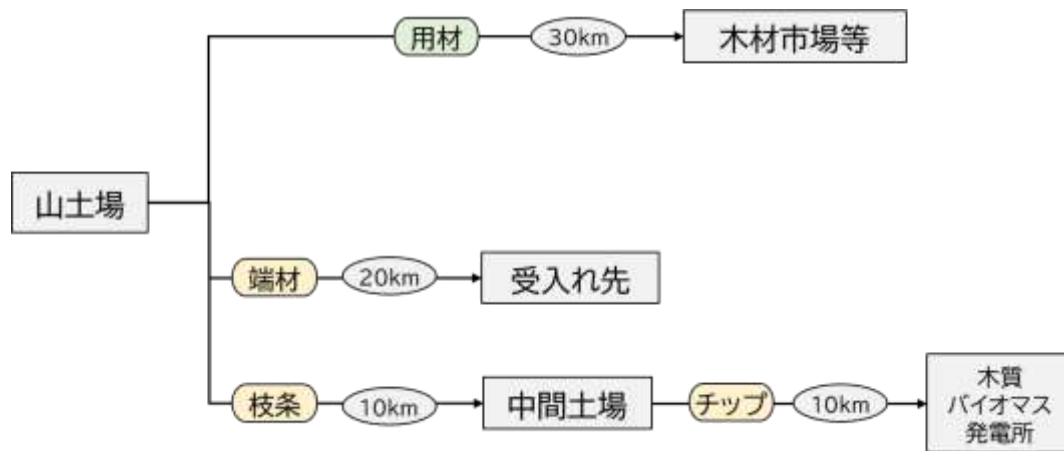 用材
30km
木材市場等
山土場
端材
20km
受入れ先
枝条
10km
中間土場
チップ
10km
木質
バイオマス
発電所